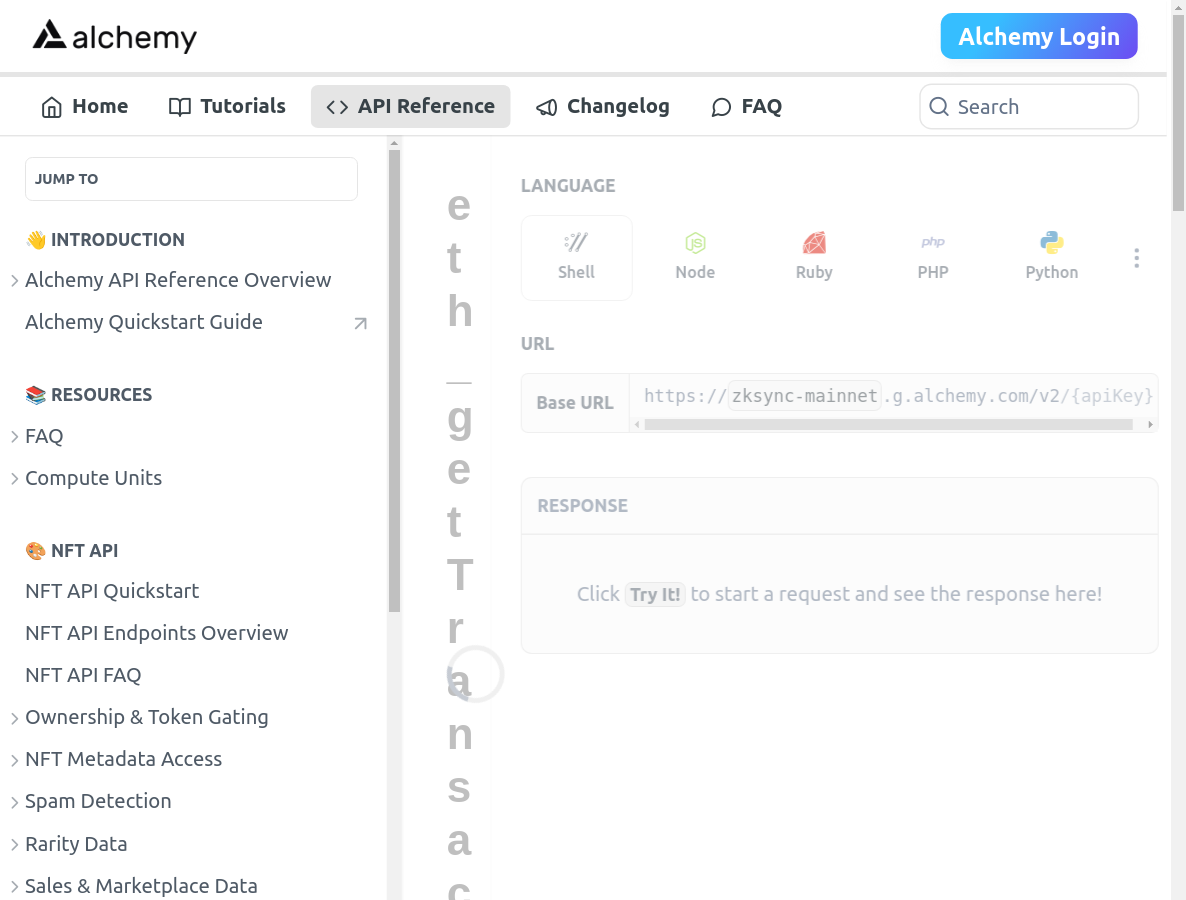 alchemy
Alchemy Login
Home
Tutorials
API Reference
Changelog
FAQ
Search
JUMP TO
👋 INTRODUCTION
Alchemy API Reference Overview
Alchemy Quickstart Guide
📚 RESOURCES
FAQ
Compute Units
🎨 NFT API
NFT API Quickstart
NFT API Endpoints Overview
NFT API FAQ
Ownership & Token Gating
NFT Metadata Access
Spam Detection
Rarity Data
Sales & Marketplace Data
e
t
h
_
g
e
t
T
r
a
n
s
a
c
LANGUAGE
Shell
Node
Ruby
PHP
Python
URL
Base URL
https://zksync-mainnet.g.alchemy.com/v2/{apiKey}
RESPONSE
Click Try It! to start a request and see the response here!